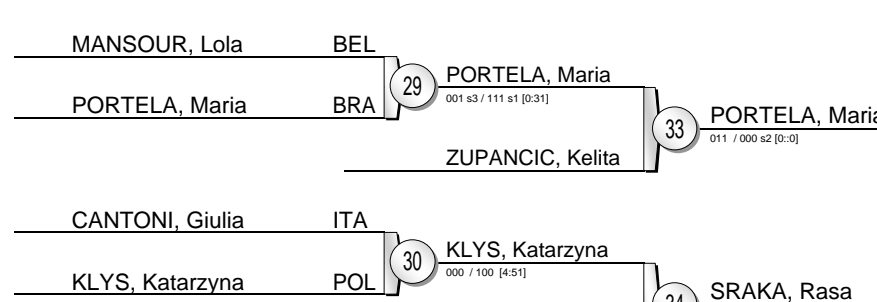 MANSOUR, Lola BEL
29
PORTELA, Maria
001 s3 / 111 s1 [0:31]
PORTELA, Maria BRA
33
PORTELA, Maria
011 / 000 s2 [0::0]
ZUPANCIC, Kelita
CANTONI, Giulia ITA
30
KLYS, Katarzyna
000 / 100 [4:51]
KLYS, Katarzyna POL
34
SRAKA, Rasa